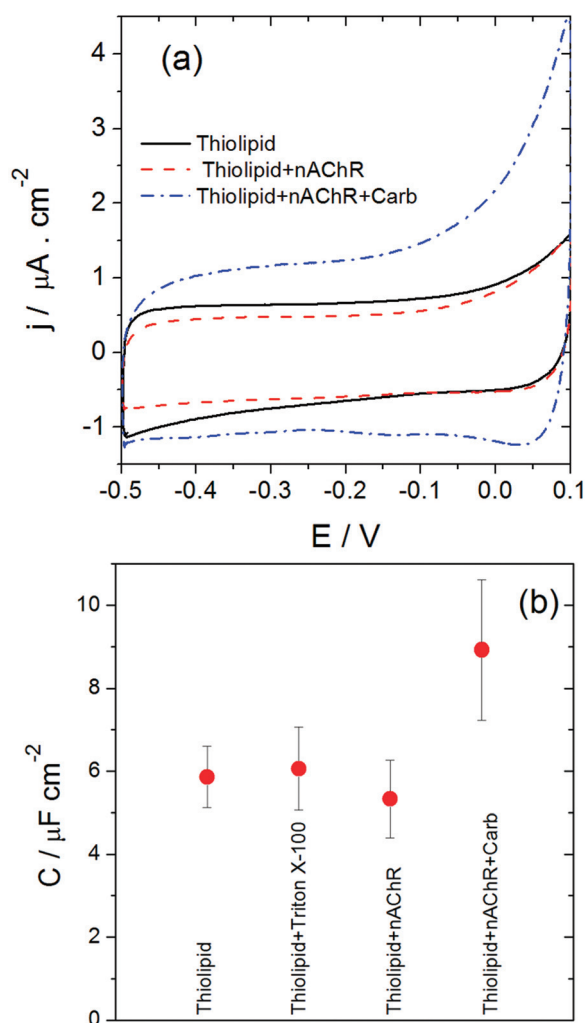 (a)
Thiolipid
Thiolipid+nAChR
Thiolipid+nAChR+Carb
j / μA . cm-2
4
3
2
1
0
-1
-0.5 -0.4 -0.3 -0.2 -0.1 0.0 0.1
E / V
(b)
C / μF cm-2
10
8
6
4
2
0
Thiolipid
Thiolipid+Triton X-100
Thiolipid+nAChR
Thiolipid+nAChR+Carb